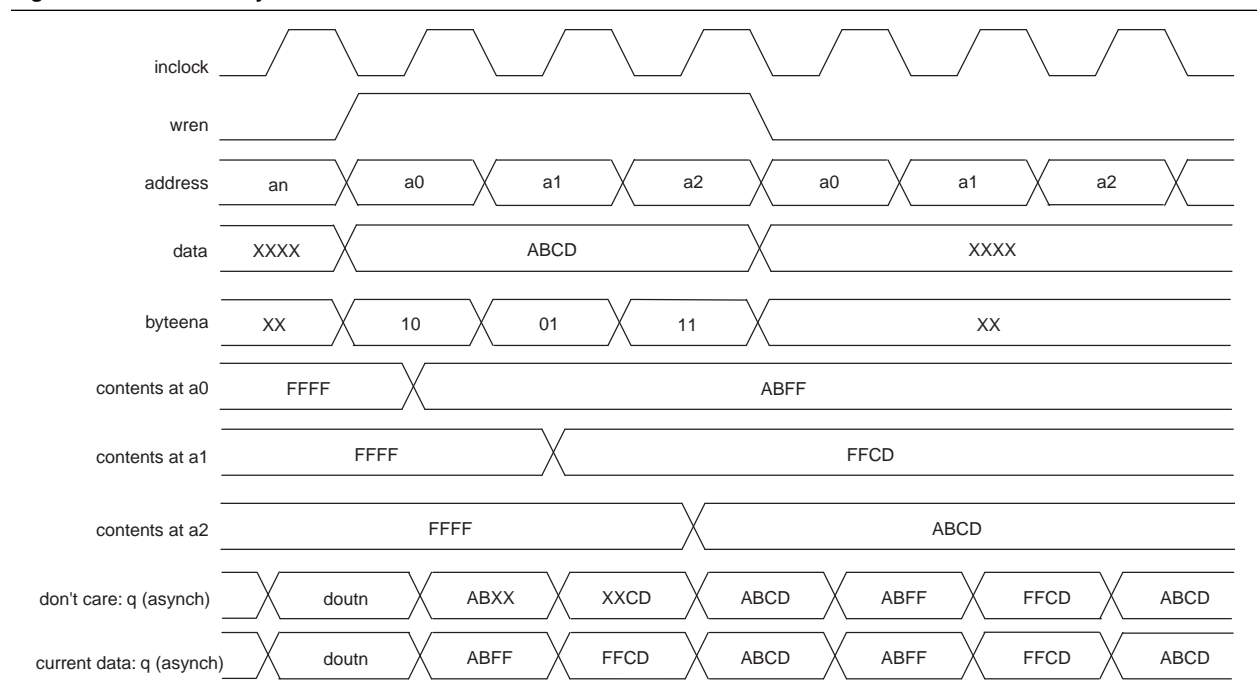 inclock
wren
address an a0 a1 a2 a0 a1 a2
data XXXX ABCD XXXX
byteena XX 10 01 11 XX
contents at a0 FFFF ABFF
contents at a1 FFFF FFCD
contents at a2 FFFF ABCD
don't care: q (asynch) doutn ABXX XXCD ABCD ABFF FFCD ABCD
current data: q (asynch) doutn ABFF FFCD ABCD ABFF FFCD ABCD